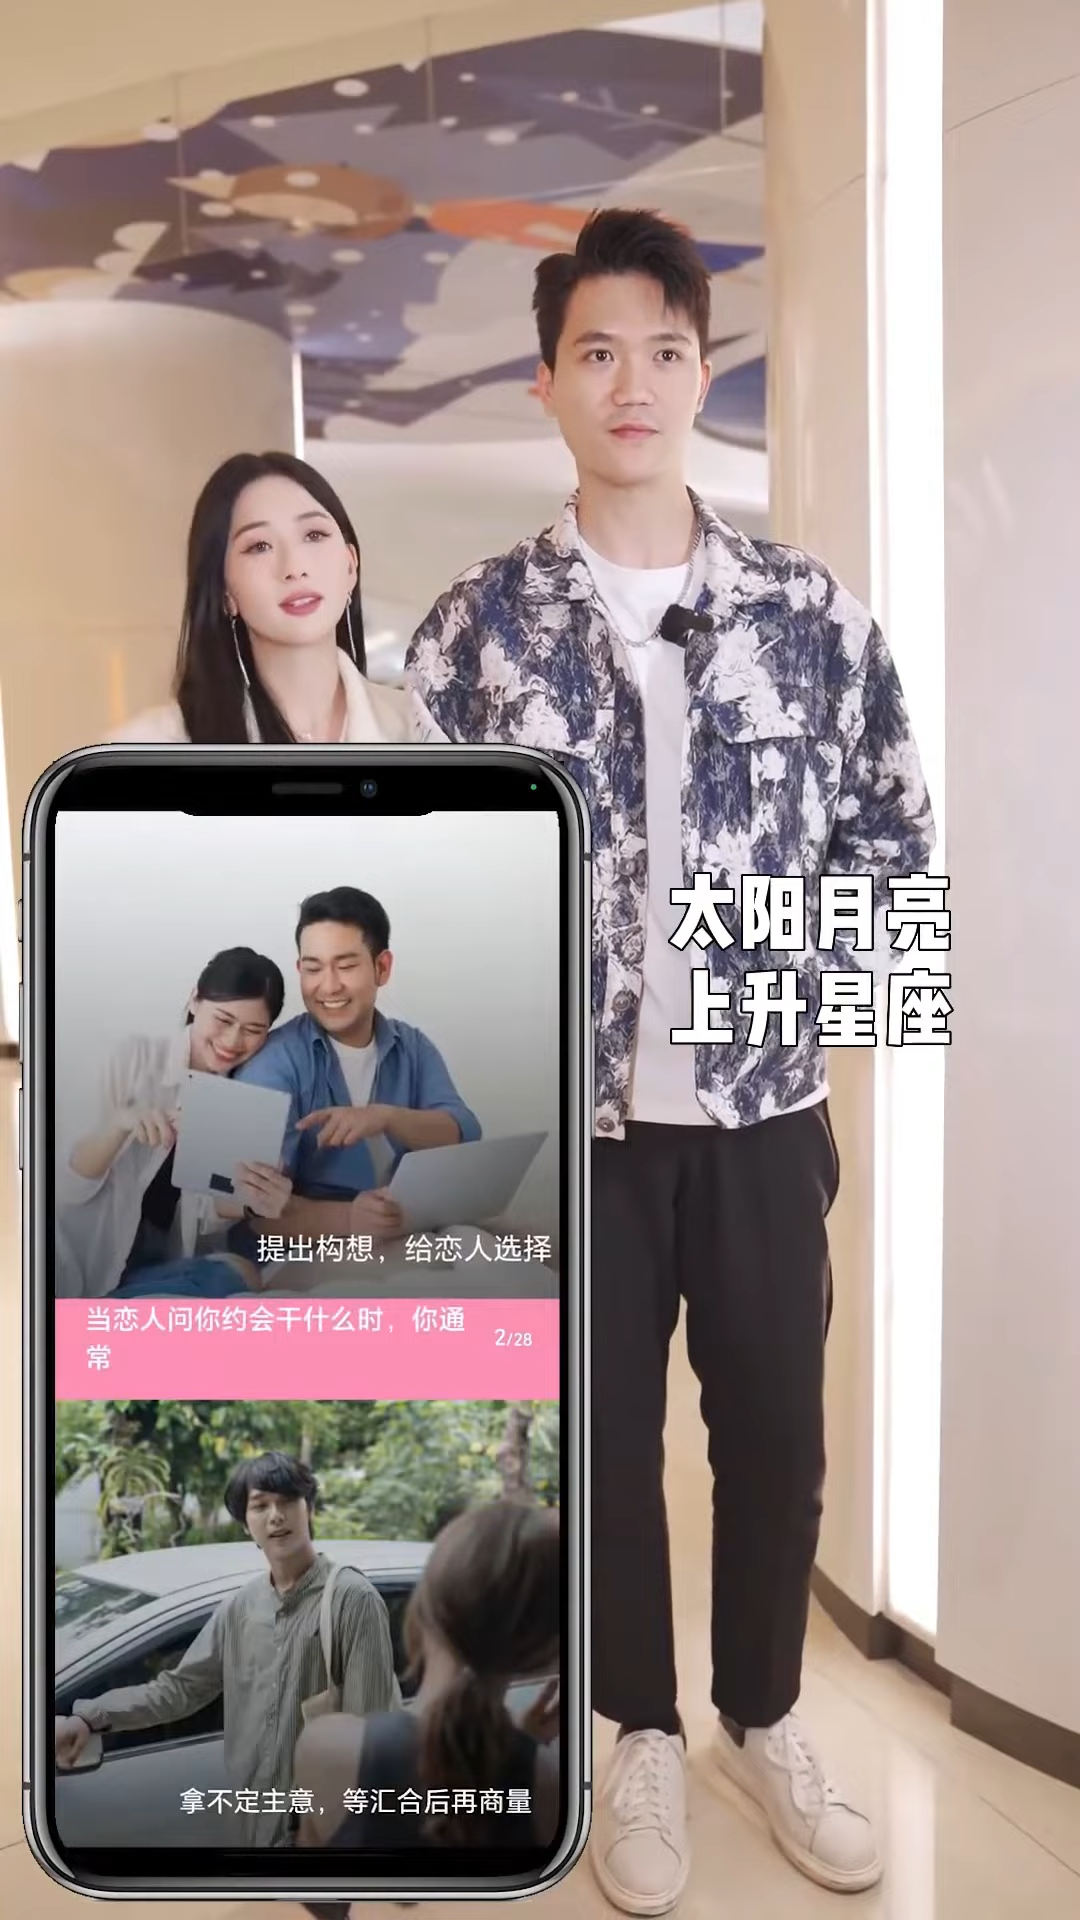 太阳月亮
上升星座
提出构想，给恋人选择
当恋人问你约会干什么时，你通
常
2/28
拿不定主意，等汇合后再商量